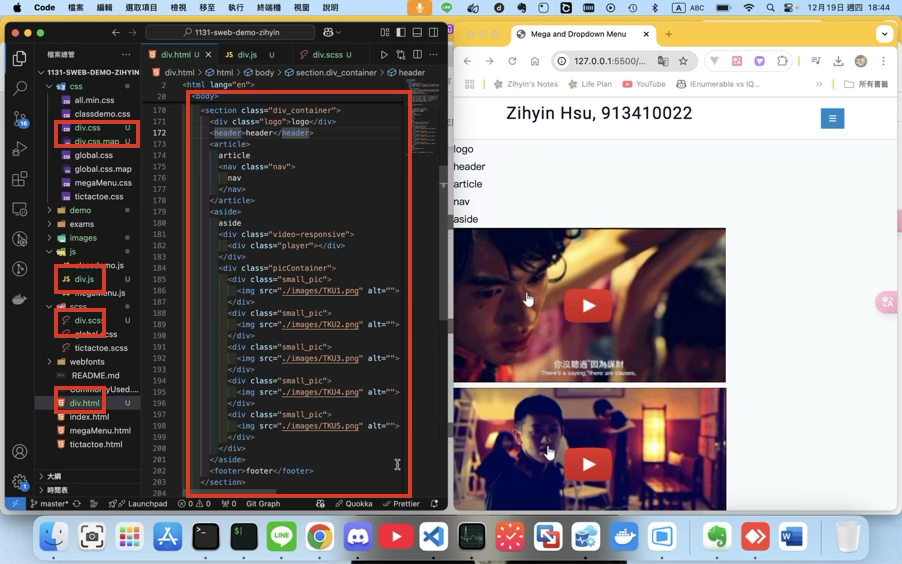 Code 檔案 編輯 選取項目 檢視 移至 執行 終端機 視窗 說明
ABC
12月19日 週四 18:44
1131-sweb-demo-zihyin
檔案總管
1131-SWEB-DEMO-ZIHYIN
css
all.min.css
classdemo.css
div.css U
div.css.map U
global.css
global.css.map
megaMenu.css
tictactoe.css
demo
exams
images
js
classdemo.js
div.js U
megaMenu.js
scss
div.scss U
global.scss
tictactoe.scss
webfonts
README.md
div.html U
index.html
megaMenu.html
tictactoe.html
大綱
時間表
div.html U
div.js U
div.scss U
div.html > html > body > section.div_container > header
2 <html lang="en">
20 <body>
<section class="div_container">
171 <div class="logo">logo</div>
172 <header>header</header>
173 <article>
174 article
175 <nav class="nav">
176 nav
177 </nav>
178 </article>
179 <aside>
180 aside
181 <div class="video-responsive">
182 <div class="player"></div>
183 </div>
184 <div class="picContainer">
185 <div class="small_pic">
186 <img src="./images/TKU1.png" alt="">
187 </div>
188 <div class="small_pic">
189 <img src="./images/TKU2.png" alt="">
190 </div>
191 <div class="small_pic">
192 <img src="./images/TKU3.png" alt="">
193 </div>
194 <div class="small_pic">
195 <img src="./images/TKU4.png" alt="">
196 </div>
197 <div class="small_pic">
198 <img src="./images/TKU5.png" alt="">
199 </div>
200 </div>
201 </aside>
202 <footer>footer</footer>
203 </section>
204
master* Launchpad 0 0 0 Git Graph Quokka Prettier
Mega and Dropdown Menu
127.0.0.1:5500/...
Zihyin's Notes Life Plan YouTube IEnumerable vs IQ... 所有書籤
Zihyin Hsu, 913410022
logo
header
article
nav
aside
你沒聽過"因為謀財
There's a saying,"there are causes,
LINE